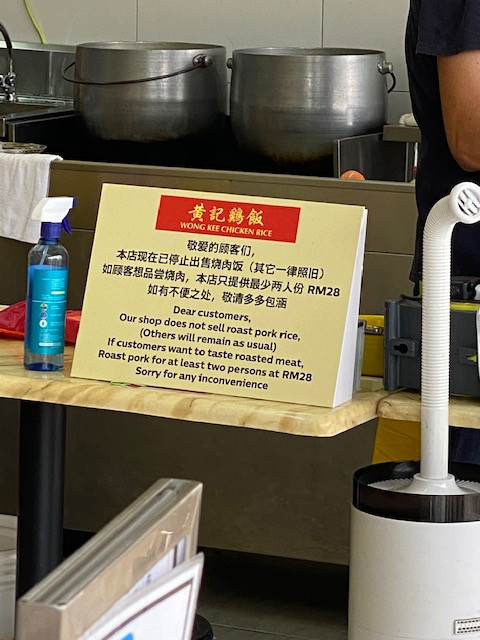 黄記鷄飯
WONG KEE CHICKEN RICE
敬爱的顾客们，
本店现在已停止出售烧肉饭（其它一律照旧）
如顾客想品尝烧肉，本店只提供最少两人份 RM28
如有不便之处，敬请多多包涵
Dear customers,
Our shop does not sell roast pork rice,
(Others will remain as usual)
If customers want to taste roasted meat,
Roast pork for at least two persons at RM28
Sorry for any inconvenience